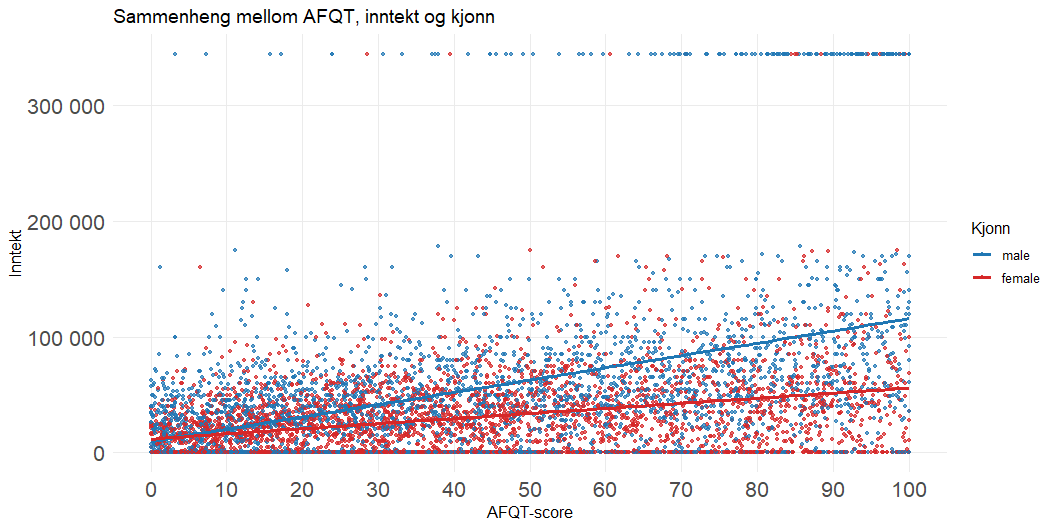 Sammenheng mellom AFQT, inntekt og kjonn
300 000
200 000
100 000
0
Inntekt
0 10 20 30 40 50 60 70 80 90 100
AFQT-score
Kjonn
male
female